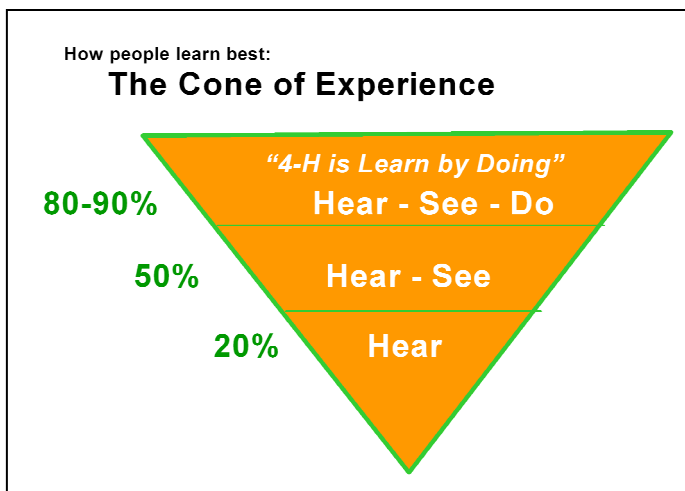 How people learn best:
The Cone of Experience
“4-H is Learn by Doing”
80-90% Hear - See - Do
50% Hear - See
20% Hear